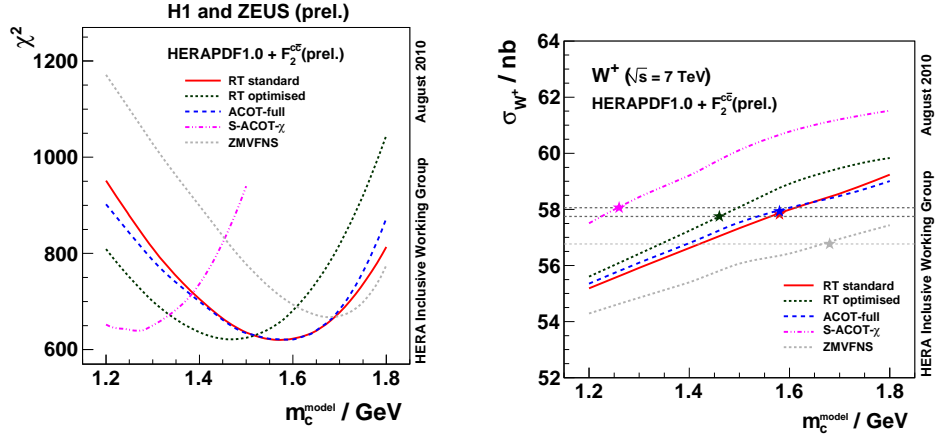 H1 and ZEUS (prel.)
χ²
1200
1000
800
600
HERAPDF1.0 + F₂^cc̄(prel.)
RT standard
RT optimised
ACOT-full
S-ACOT-χ
ZMVFNS
1.2 1.4 1.6 1.8
m_c^model / GeV
HERA Inclusive Working Group August 2010
σ_W⁺ / nb
64
62
60
58
56
54
52
W⁺ (√s = 7 TeV)
HERAPDF1.0 + F₂^cc̄(prel.)
RT standard
RT optimised
ACOT-full
S-ACOT-χ
ZMVFNS
1.2 1.4 1.6 1.8
m_c^model / GeV
HERA Inclusive Working Group August 2010